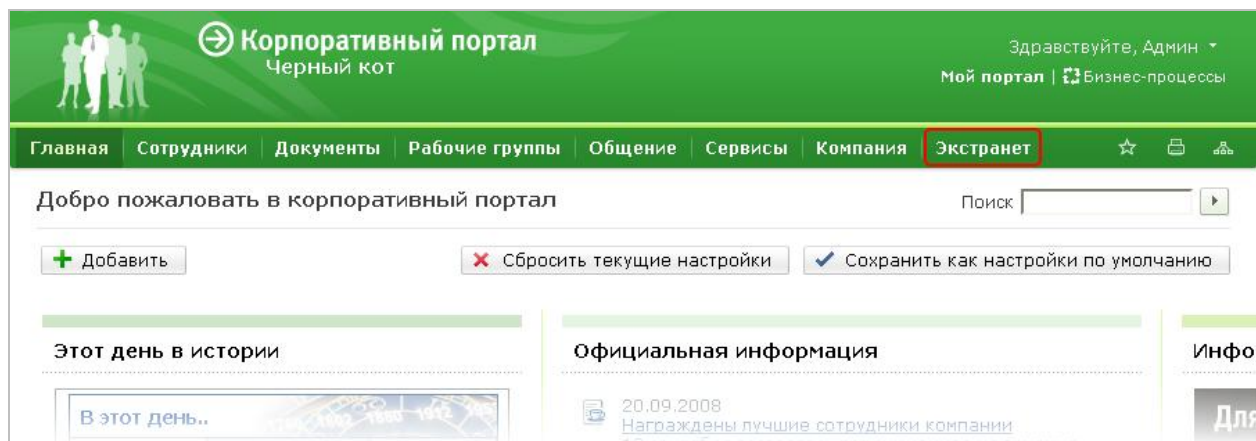 Корпоративный портал
Черный кот
Здравствуйте, Админ
Мой портал | Бизнес-процессы
Главная Сотрудники Документы Рабочие группы Общение Сервисы Компания Экстранет
Добро пожаловать в корпоративный портал
Поиск
Добавить
Сбросить текущие настройки
Сохранить как настройки по умолчанию
Этот день в истории
Официальная информация
Инфо
В этот день..
20.09.2008
Награждены лучшие сотрудники компании
Для